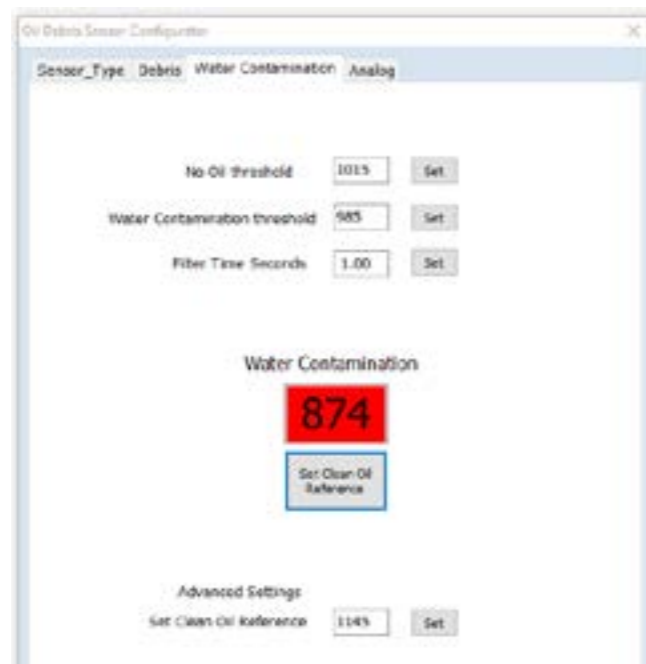 Oil Debris Sensor Configuration
Sensor_Type Debris Water Contamination Analog
No Oil threshold 1015 Set
Water Contamination threshold 985 Set
Filter Time Seconds 1.00 Set
Water Contamination
874
Set Clean Oil
Reference
Advanced Settings
Set Clean Oil Reference 1145 Set